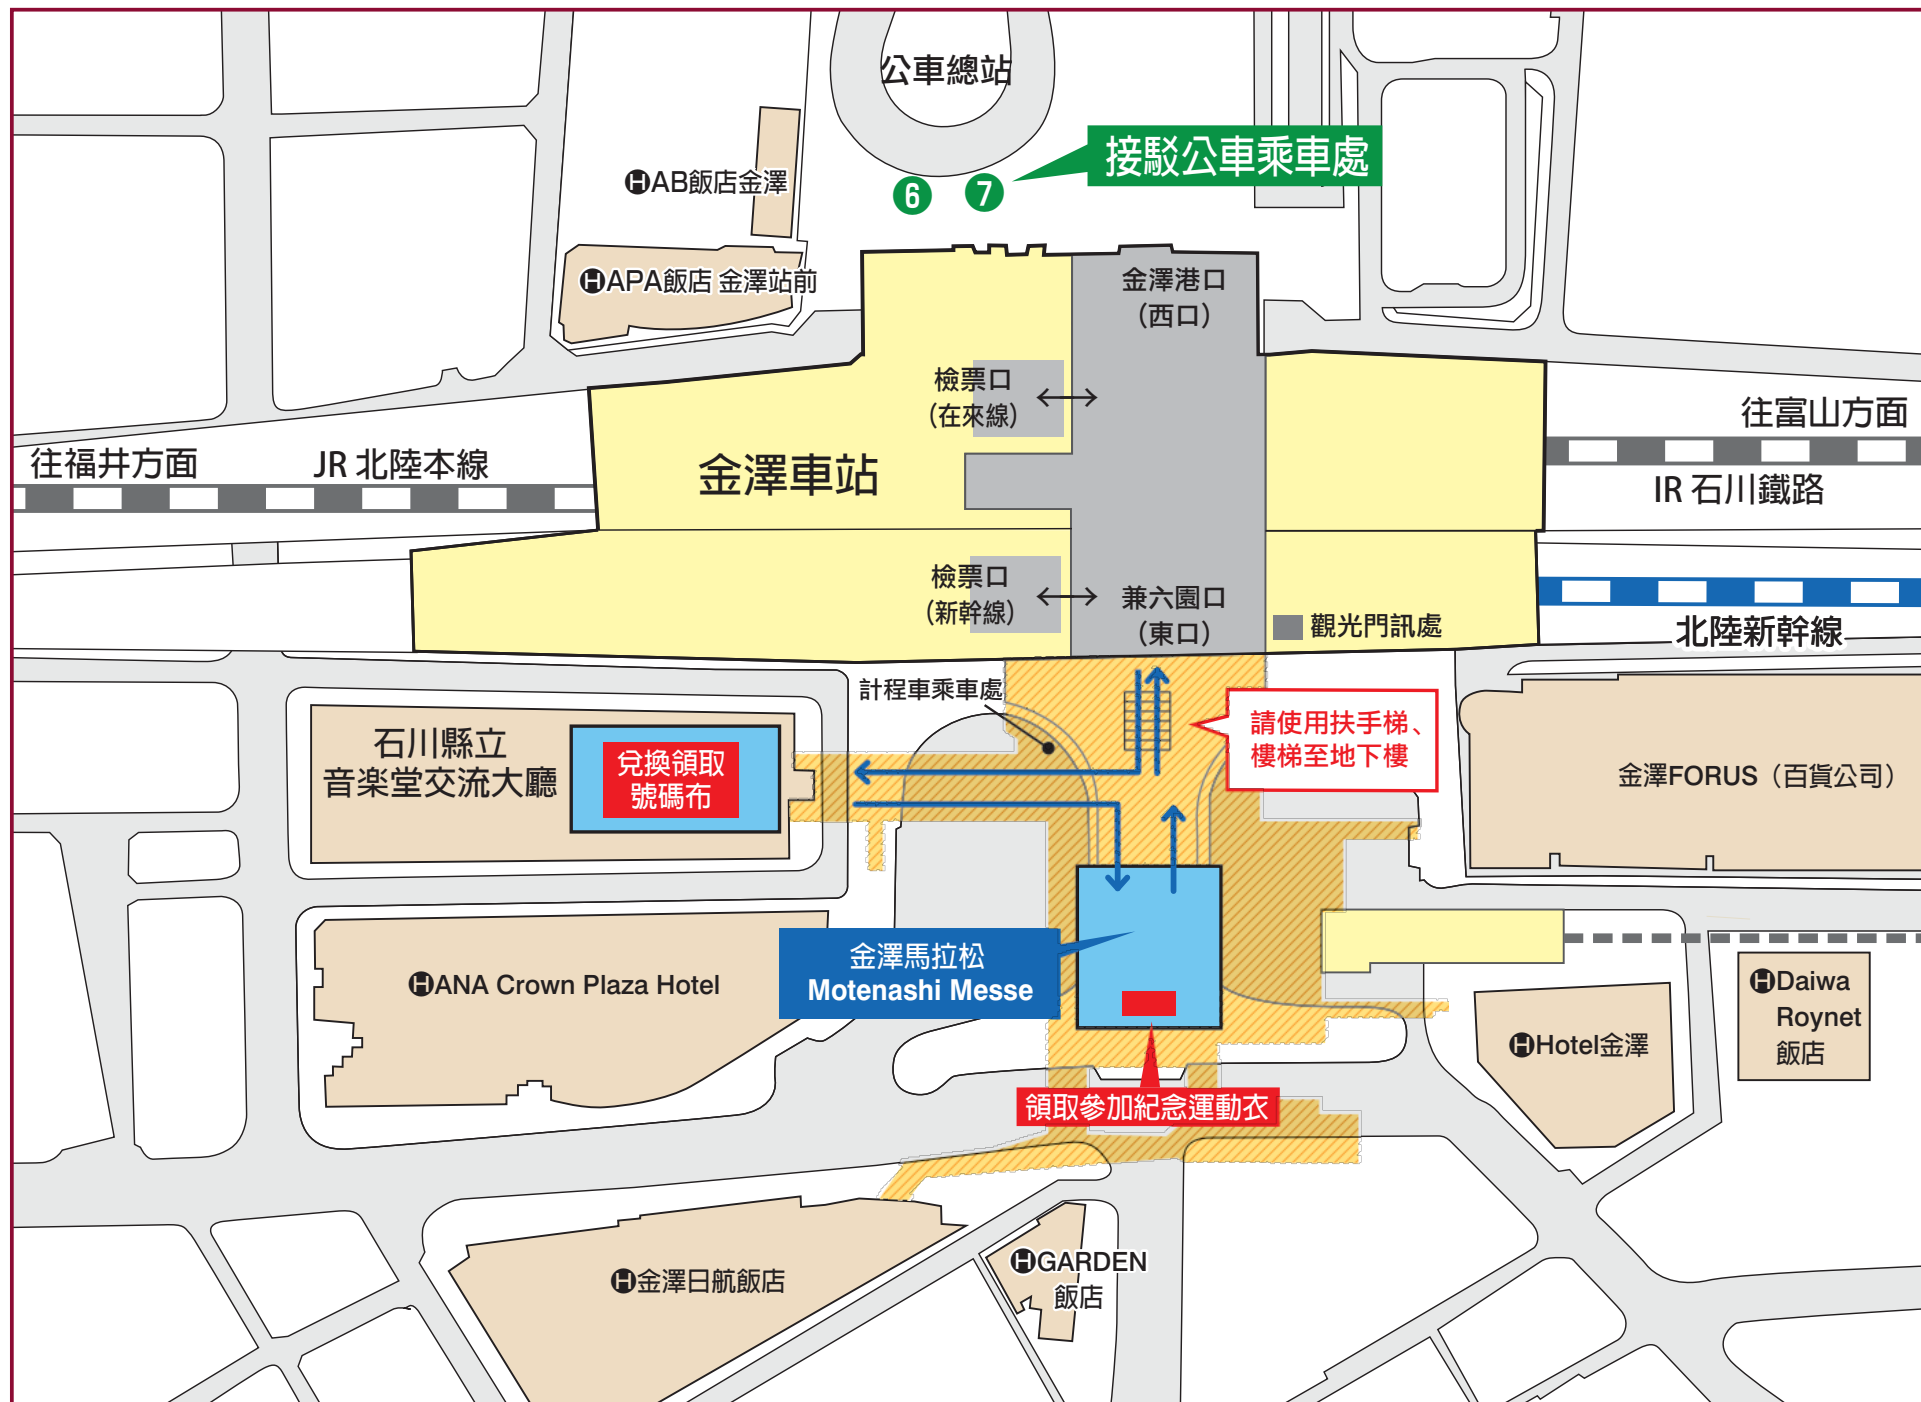 公車總站
接駁公車乘車處
6
7
HAB飯店金澤
HAPA飯店 金澤站前
金澤港口
（西口）
檢票口
（在來線）
往富山方面
往福井方面
JR 北陸本線
金澤車站
IR 石川鐵路
檢票口
（新幹線）
兼六園口
（東口）
觀光門訊處
北陸新幹線
計程車乘車處
請使用扶手梯、
樓梯至地下樓
石川縣立
音楽堂交流大廳
兌換領取
號碼布
金澤FORUS（百貨公司）
HANA Crown Plaza Hotel
金澤馬拉松
Motenashi Messe
HDaiwa
Roynet
飯店
HHotel金澤
領取參加紀念運動衣
H金澤日航飯店
HGARDEN
飯店